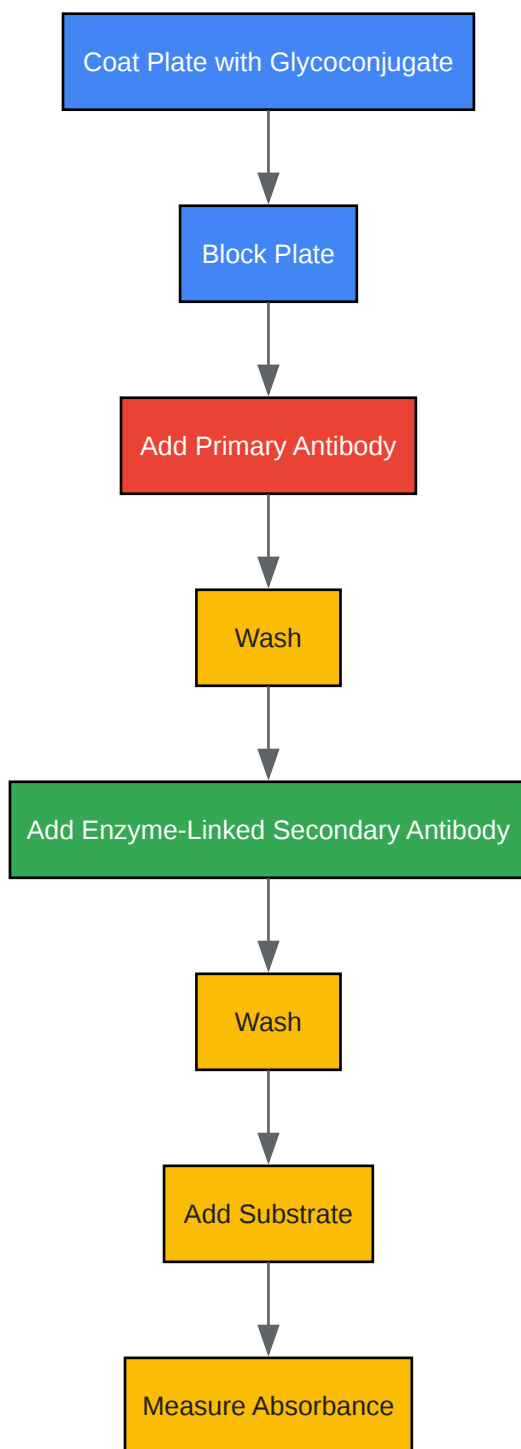 Coat Plate with Glycoconjugate
Block Plate
Add Primary Antibody
Wash
Add Enzyme-Linked Secondary Antibody
Wash
Add Substrate
Measure Absorbance